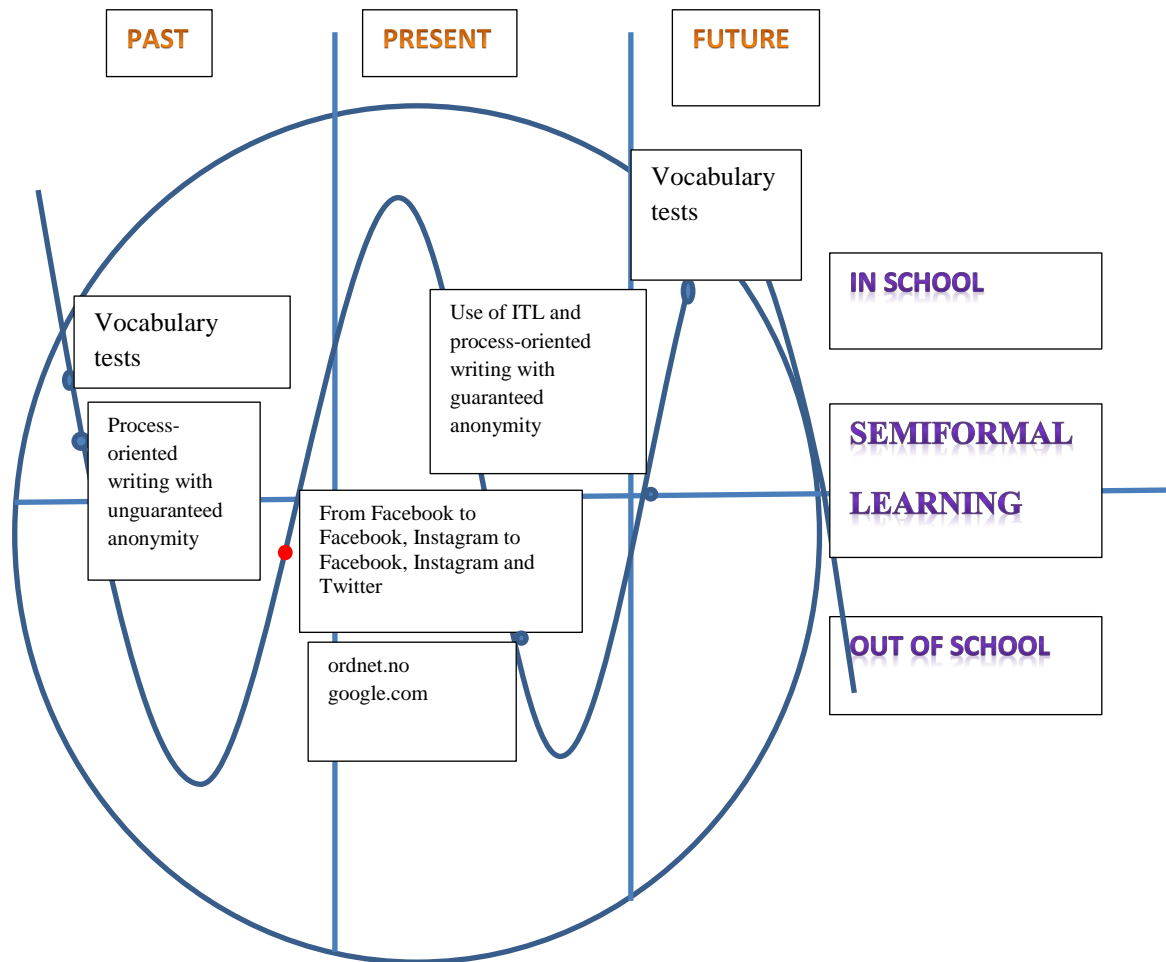 PAST
PRESENT
FUTURE
Vocabulary
tests
IN SCHOOL
Vocabulary
tests
Use of ITL and
process-oriented
writing with
guaranteed
anonymity
Process-
oriented
writing with
unguaranteed
anonymity
SEMIFORMAL
LEARNING
From Facebook to
Facebook, Instagram to
Facebook, Instagram and
Twitter
OUT OF SCHOOL
ordnet.no
google.com